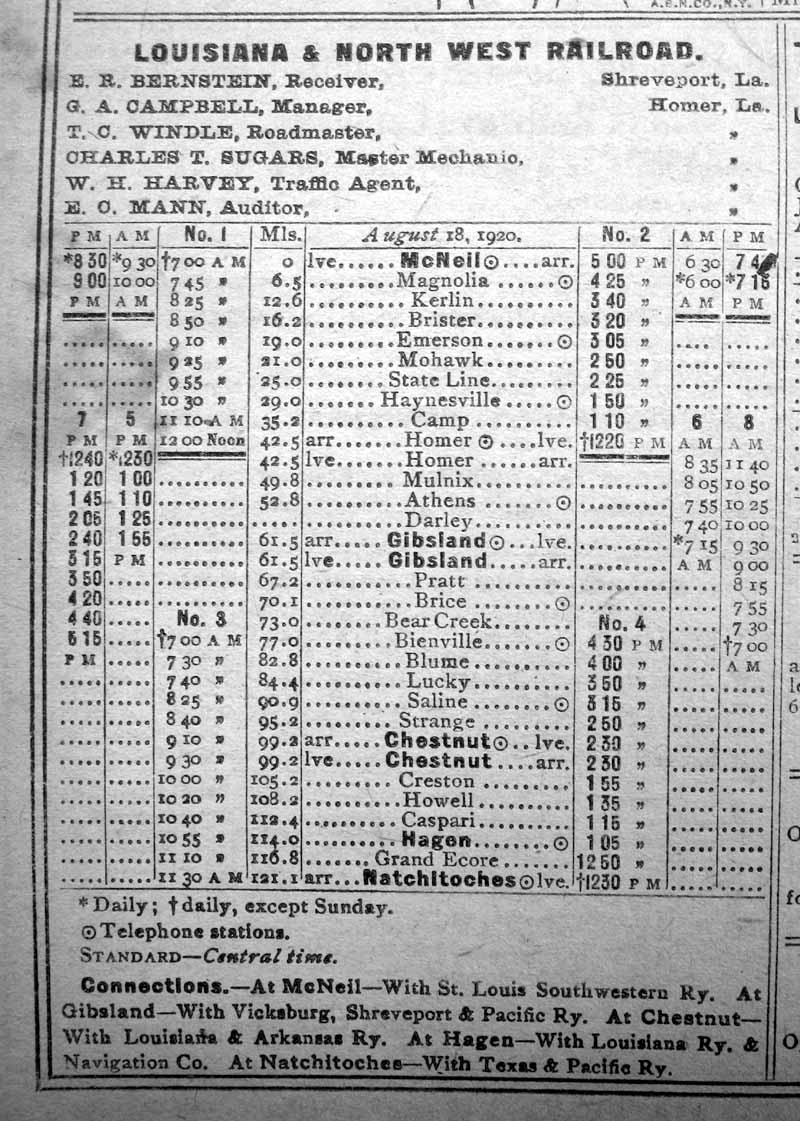 A.B.N.CO., N.Y.
LOUISIANA & NORTH WEST RAILROAD.
E. R. BERNSTEIN, Receiver, Shreveport, La.
G. A. CAMPBELL, Manager, Homer, La.
T. C. WINDLE, Roadmaster, "
CHARLES T. SUGARS, Master Mechanic, "
W. H. HARVEY, Traffic Agent, "
E. C. MANN, Auditor, "
P M A M No. 1 Mls. August 18, 1920. No. 2 A M P M
*8 30 *9 30 †7 00 A M 0 lve......McNeil⊙....arr. 5 00 P M 6 30 7 4
9 00 10 00 7 45 " 6.5 .........Magnolia ......⊙ 4 25 " *6 00 *7 15
P M A M 8 25 " 12.6 ..........Kerlin.......... 3 40 " A M P M
..... ..... 8 50 " 16.2 ..........Brister.......... 3 20 " ..... .....
..... ..... 9 10 " 19.0 .........Emerson.......⊙ 3 05 " ..... .....
..... ..... 9 25 " 21.0 .........Mohawk......... 2 50 " ..... .....
..... ..... 9 55 " 25.0 ........State Line......... 2 25 " ..... .....
..... ..... 10 30 " 29.0 .......Haynesville.....⊙ 1 50 " ..... .....
7 5 11 10 A M 35.2 ..........Camp.......... 1 10 " 6 8
P M P M 12 00 Noon 42.5 arr......Homer ⊙....lve. †1220 P M A M A M
†1240 *1230 42.5 lve......Homer......arr. 8 35 11 40
1 20 1 00 .......... 49.8 ..........Mulnix.......... .......... 8 05 10 50
1 45 1 10 .......... 52.8 ..........Athens........⊙ .......... 7 55 10 25
2 05 1 25 .......... ..... ..........Darley.......... .......... 7 40 10 00
2 40 1 55 .......... 61.5 arr.....Gibsland⊙...lve. .......... *7 15 9 30
3 15 P M .......... 61.5 lve.....Gibsland.....arr. .......... A M 9 00
3 50 ..... .......... 67.2 ..........Pratt .......... .......... ..... 8 15
4 20 ..... .......... 70.1 ..........Brice.........⊙ .......... ..... 7 55
4 40 ..... No. 3 73.0 .......Bear Creek........ No. 4 ..... 7 30
5 15 ..... †7 00 A M 77.0 ........Bienville.......⊙ 4 30 P M ..... †7 00
P M ..... 7 30 " 82.8 ..........Blume.......... 4 00 " ..... A M
..... ..... 7 40 " 84.4 ..........Lucky.......... 3 50 " ..... .....
..... ..... 8 25 " 90.9 ..........Saline.........⊙ 3 15 " ..... .....
..... ..... 8 40 " 95.2 .........Strange ......... 2 50 " ..... .....
..... ..... 9 10 " 99.2 arr.....Chestnut⊙..lve. 2 30 " ..... .....
..... ..... 9 30 " 99.2 lve.....Chestnut....arr. 2 30 " ..... .....
..... ..... 10 00 " 105.2 .........Creston ......... 1 55 " ..... .....
..... ..... 10 20 " 108.2 .........Howell.......... 1 35 " ..... .....
..... ..... 10 40 " 112.4 .........Caspari.......... 1 15 " ..... .....
..... ..... 10 55 " 114.0 .........Hagen.........⊙ 1 05 " ..... .....
..... ..... 11 10 " 116.8 .......Grand Ecore....... 12 50 " ..... .....
..... ..... 11 30 A M 121.1 arr...Natchitoches⊙lve. †1230 P M ..... .....
* Daily; † daily, except Sunday.
⊙ Telephone stations.
STANDARD—Central time.
Connections.—At McNeil—With St. Louis Southwestern Ry. At
Gibsland—With Vicksburg, Shreveport & Pacific Ry. At Chestnut—
With Louisiana & Arkansas Ry. At Hagen—With Louisiana Ry. &
Navigation Co. At Natchitoches—With Texas & Pacific Ry.